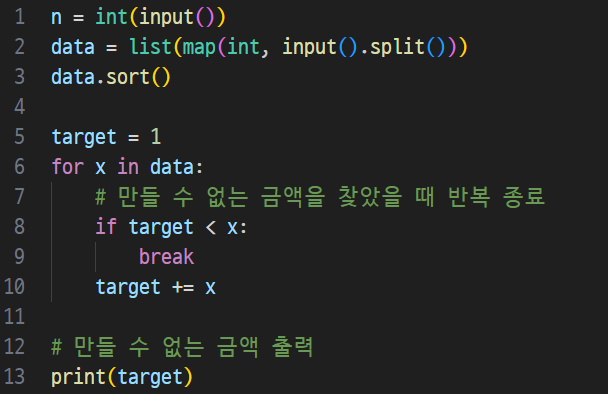 1 n = int(input())
2 data = list(map(int, input().split()))
3 data.sort()
4
5 target = 1
6 for x in data:
7     # 만들 수 없는 금액을 찾았을 때 반복 종료
8     if target < x:
9         break
10     target += x
11
12 # 만들 수 없는 금액 출력
13 print(target)